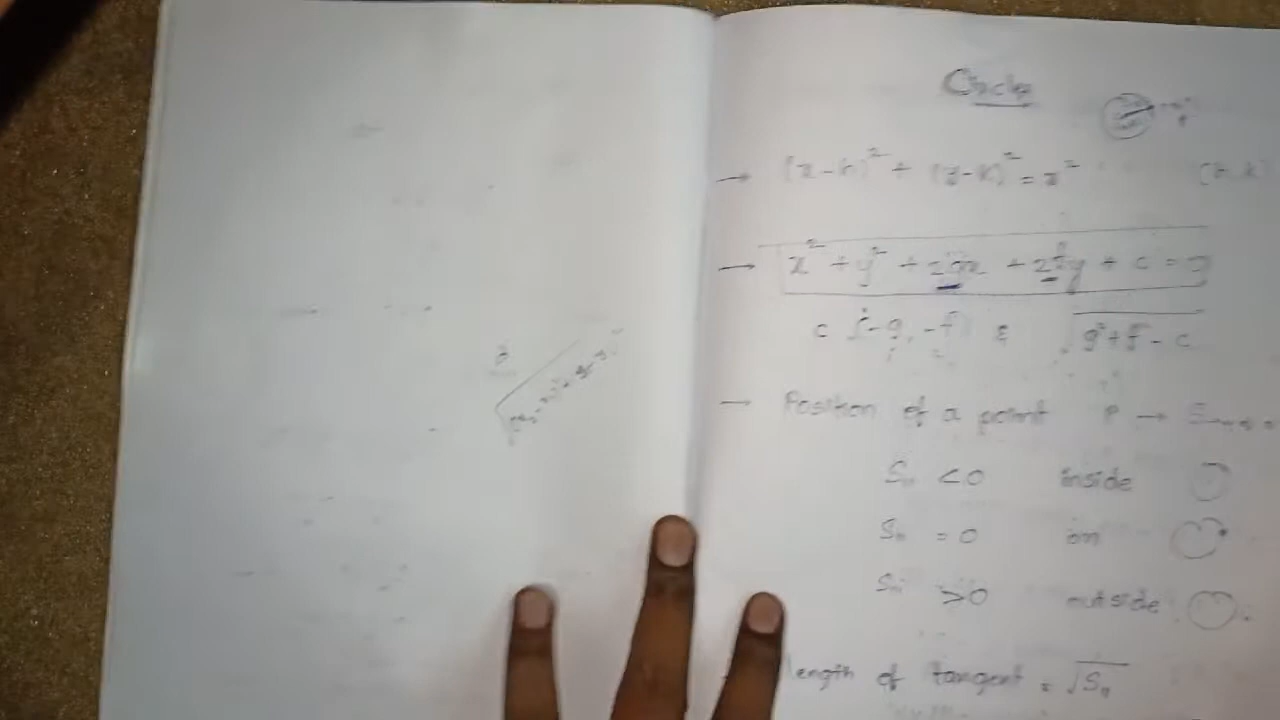 Circle
→ (x-h)² + (y-k)² = r² (h, k)
→ x² + y² + 2gx + 2fy + c = 0
c (-g, -f) & √g²+f²-c
→ Position of a point P → S₁₁
S₁₁ < 0 inside
S₁₁ = 0 on
S₁₁ > 0 outside
length of tangent = √S₁₁